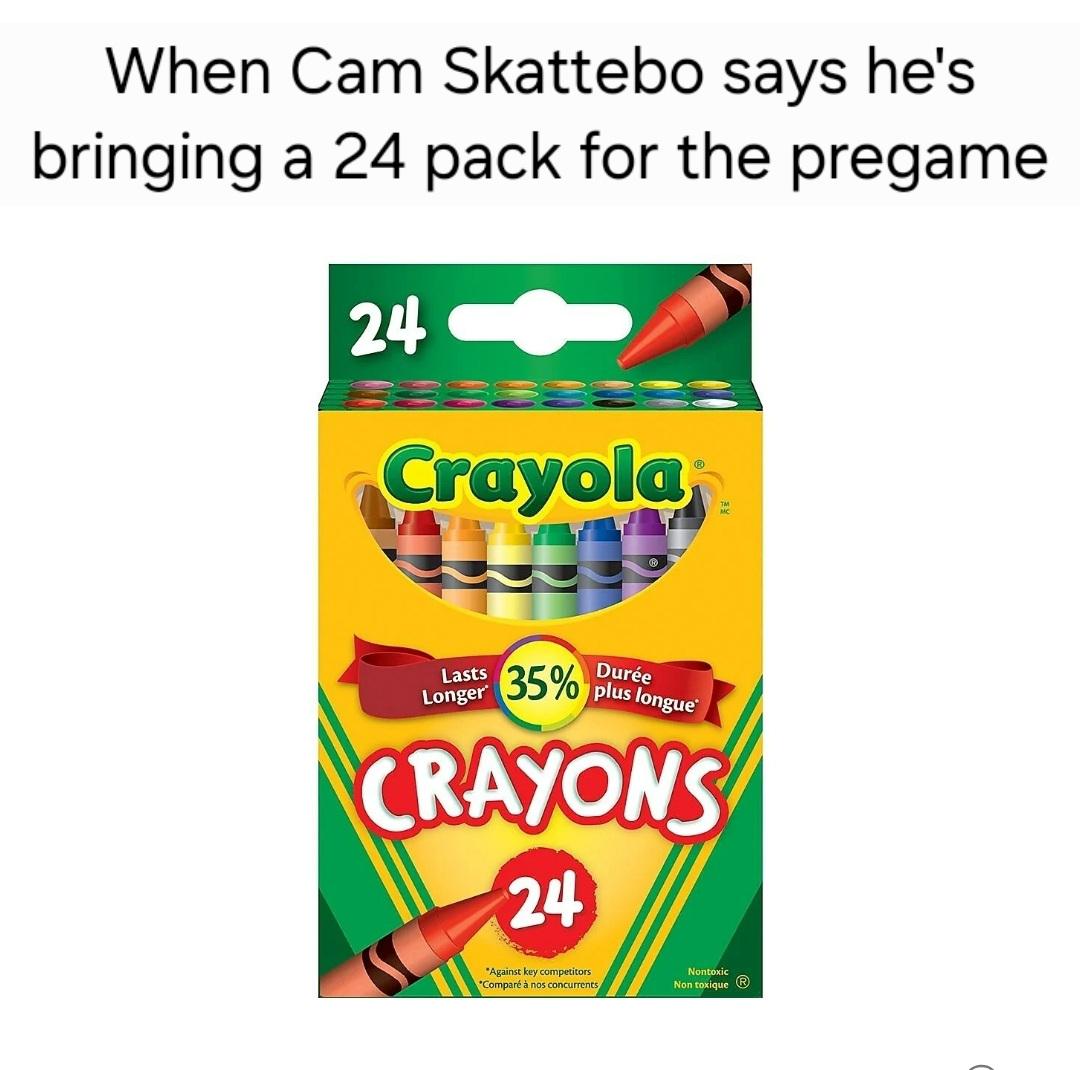 When Cam Skattebo says he's
bringing a 24 pack for the pregame
24
Crayola®
TM
MC
®
Lasts
Longer*
35%
Durée
plus longue*
CRAYONS
24
*Against key competitors
*Comparé à nos concurrents
Nontoxic
Non toxique ®